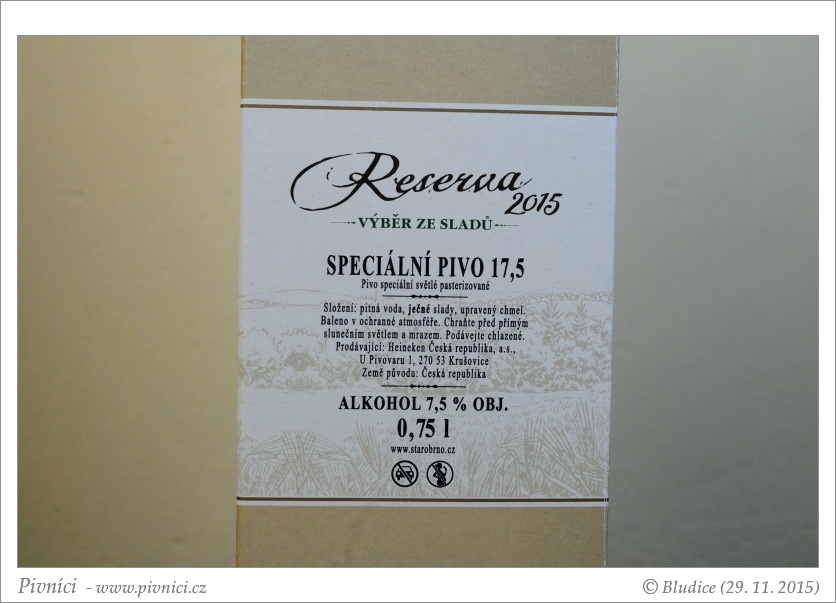 Reserva
2015
VÝBĚR ZE SLADŮ
SPECIÁLNÍ PIVO 17,5
Pivo speciální světlé pasterizované
Složení: pitná voda, ječné slady, upravený chmel.
Baleno v ochranné atmosféře. Chraňte před přímým
slunečním světlem a mrazem. Podávejte chlazené.
Prodávající: Heineken Česká republika, a.s.,
U Pivovaru 1, 270 53 Krušovice
Země původu: Česká republika
ALKOHOL 7,5 % OBJ.
0,75 l
www.starobrno.cz
Pivníci - www.pivnici.cz
© Bludice (29. 11. 2015)